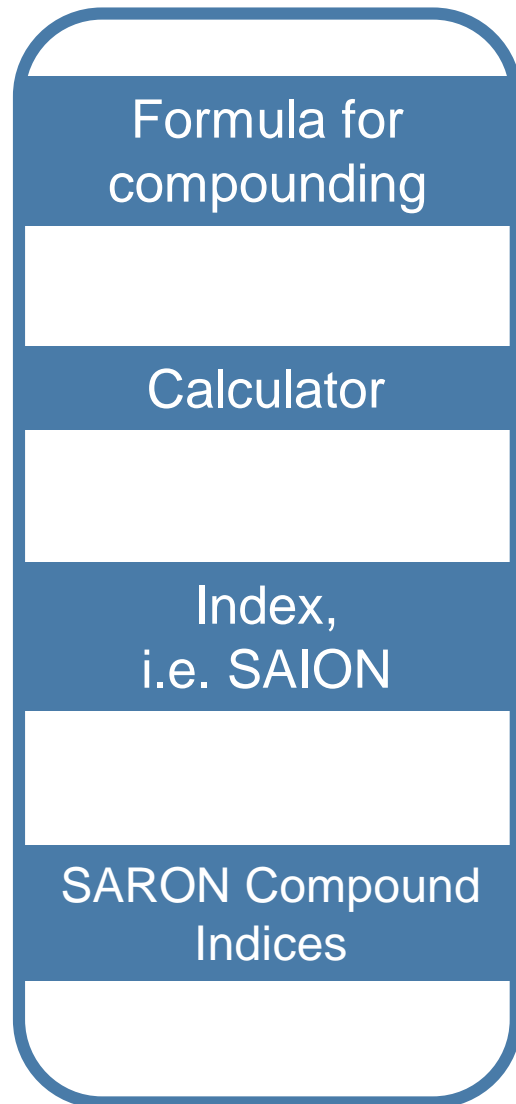 Formula for
compounding
Calculator
Index,
i.e. SAION
SARON Compound
Indices